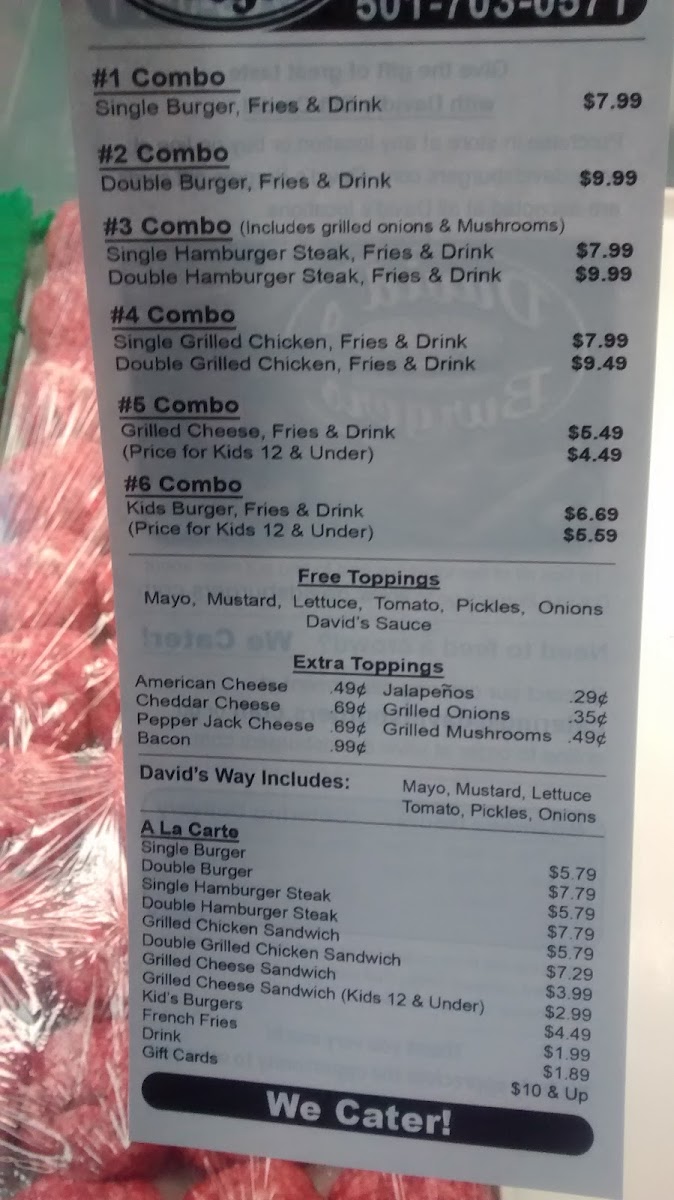 501-703-0571
#1 Combo
Single Burger, Fries & Drink $7.99
#2 Combo
Double Burger, Fries & Drink $9.99
#3 Combo (Includes grilled onions & Mushrooms)
Single Hamburger Steak, Fries & Drink $7.99
Double Hamburger Steak, Fries & Drink $9.99
#4 Combo
Single Grilled Chicken, Fries & Drink $7.99
Double Grilled Chicken, Fries & Drink $9.49
#5 Combo
Grilled Cheese, Fries & Drink $5.49
(Price for Kids 12 & Under) $4.49
#6 Combo
Kids Burger, Fries & Drink $6.69
(Price for Kids 12 & Under) $5.59
Free Toppings
Mayo, Mustard, Lettuce, Tomato, Pickles, Onions
David's Sauce
Extra Toppings
American Cheese .49¢ Jalapeños .29¢
Cheddar Cheese .69¢ Grilled Onions .35¢
Pepper Jack Cheese .69¢ Grilled Mushrooms .49¢
Bacon .99¢
David's Way Includes: Mayo, Mustard, Lettuce
Tomato, Pickles, Onions
A La Carte
Single Burger $5.79
Double Burger $7.79
Single Hamburger Steak $5.79
Double Hamburger Steak $7.79
Grilled Chicken Sandwich $5.79
Double Grilled Chicken Sandwich $7.29
Grilled Cheese Sandwich $3.99
Grilled Cheese Sandwich (Kids 12 & Under) $2.99
Kid's Burgers $4.49
French Fries $1.99
Drink $1.89
Gift Cards $10 & Up
We Cater!